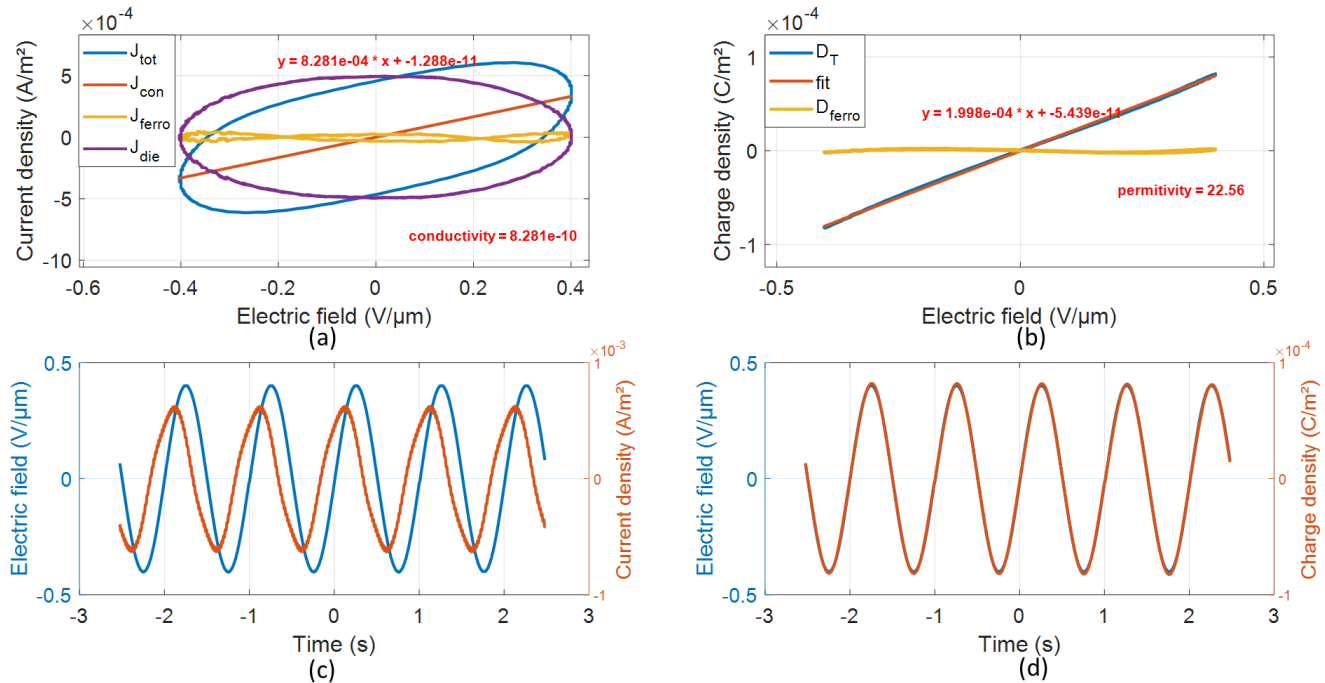 ×10⁻⁴
Current density (A/m²)
5
0
-5
-10
J_tot
J_con
J_ferro
J_die
y = 8.281e-04 * x + -1.288e-11
conductivity = 8.281e-10
-0.6
-0.4
-0.2
0
0.2
0.4
Electric field (V/μm)
(a)
×10⁻⁴
Charge density (C/m²)
1
0
-1
D_T
fit
D_ferro
y = 1.998e-04 * x + -5.439e-11
permitivity = 22.56
-0.5
0
0.5
Electric field (V/μm)
(b)
Electric field (V/μm)
0.5
0
-0.5
×10⁻³
1
0
-1
Current density (A/m²)
-3
-2
-1
0
1
2
3
Time (s)
(c)
Electric field (V/μm)
0.5
0
-0.5
×10⁻⁴
1
0
-1
Charge density (C/m²)
-3
-2
-1
0
1
2
3
Time (s)
(d)